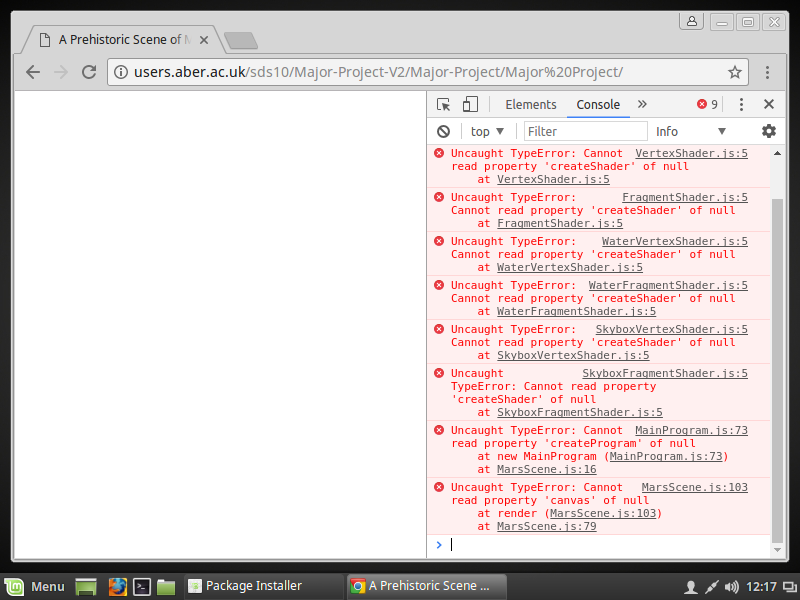 A Prehistoric Scene of M
users.aber.ac.uk/sds10/Major-Project-V2/Major-Project/Major%20Project/
Elements Console » 9
top Filter Info
Uncaught TypeError: Cannot VertexShader.js:5
read property 'createShader' of null
at VertexShader.js:5
Uncaught TypeError: FragmentShader.js:5
Cannot read property 'createShader' of null
at FragmentShader.js:5
Uncaught TypeError: WaterVertexShader.js:5
Cannot read property 'createShader' of null
at WaterVertexShader.js:5
Uncaught TypeError: WaterFragmentShader.js:5
Cannot read property 'createShader' of null
at WaterFragmentShader.js:5
Uncaught TypeError: SkyboxVertexShader.js:5
Cannot read property 'createShader' of null
at SkyboxVertexShader.js:5
Uncaught SkyboxFragmentShader.js:5
TypeError: Cannot read property
'createShader' of null
at SkyboxFragmentShader.js:5
Uncaught TypeError: Cannot MainProgram.js:73
read property 'createProgram' of null
at new MainProgram (MainProgram.js:73)
at MarsScene.js:16
Uncaught TypeError: Cannot MarsScene.js:103
read property 'canvas' of null
at render (MarsScene.js:103)
at MarsScene.js:79
Menu Package Installer A Prehistoric Scene ... 12:17